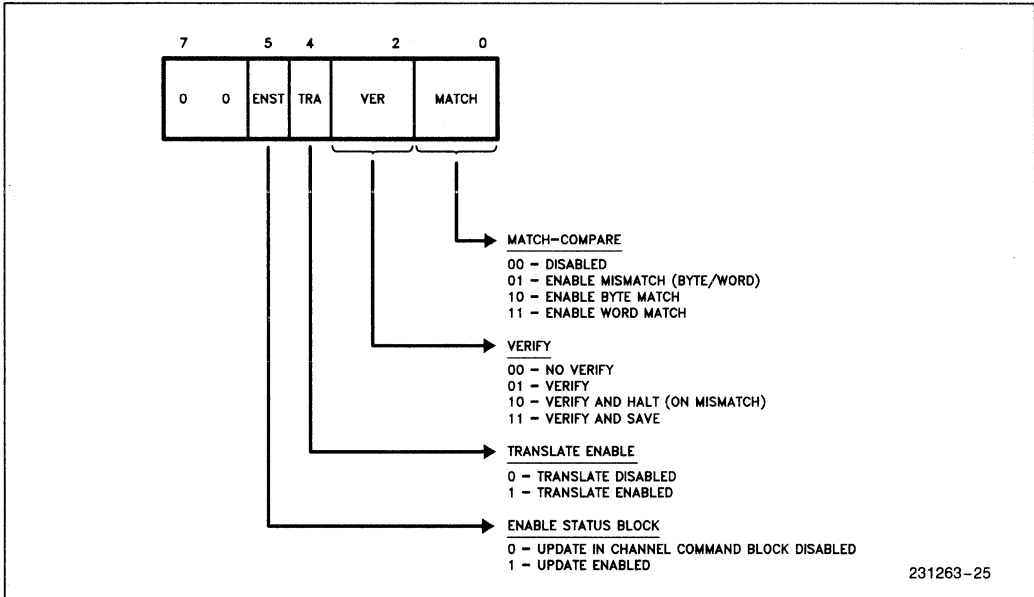 7 5 4 2 0
0 0 ENST TRA VER MATCH
MATCH-COMPARE
00 - DISABLED
01 - ENABLE MISMATCH (BYTE/WORD)
10 - ENABLE BYTE MATCH
11 - ENABLE WORD MATCH
VERIFY
00 - NO VERIFY
01 - VERIFY
10 - VERIFY AND HALT (ON MISMATCH)
11 - VERIFY AND SAVE
TRANSLATE ENABLE
0 - TRANSLATE DISABLED
1 - TRANSLATE ENABLED
ENABLE STATUS BLOCK
0 - UPDATE IN CHANNEL COMMAND BLOCK DISABLED
1 - UPDATE ENABLED
231263-25